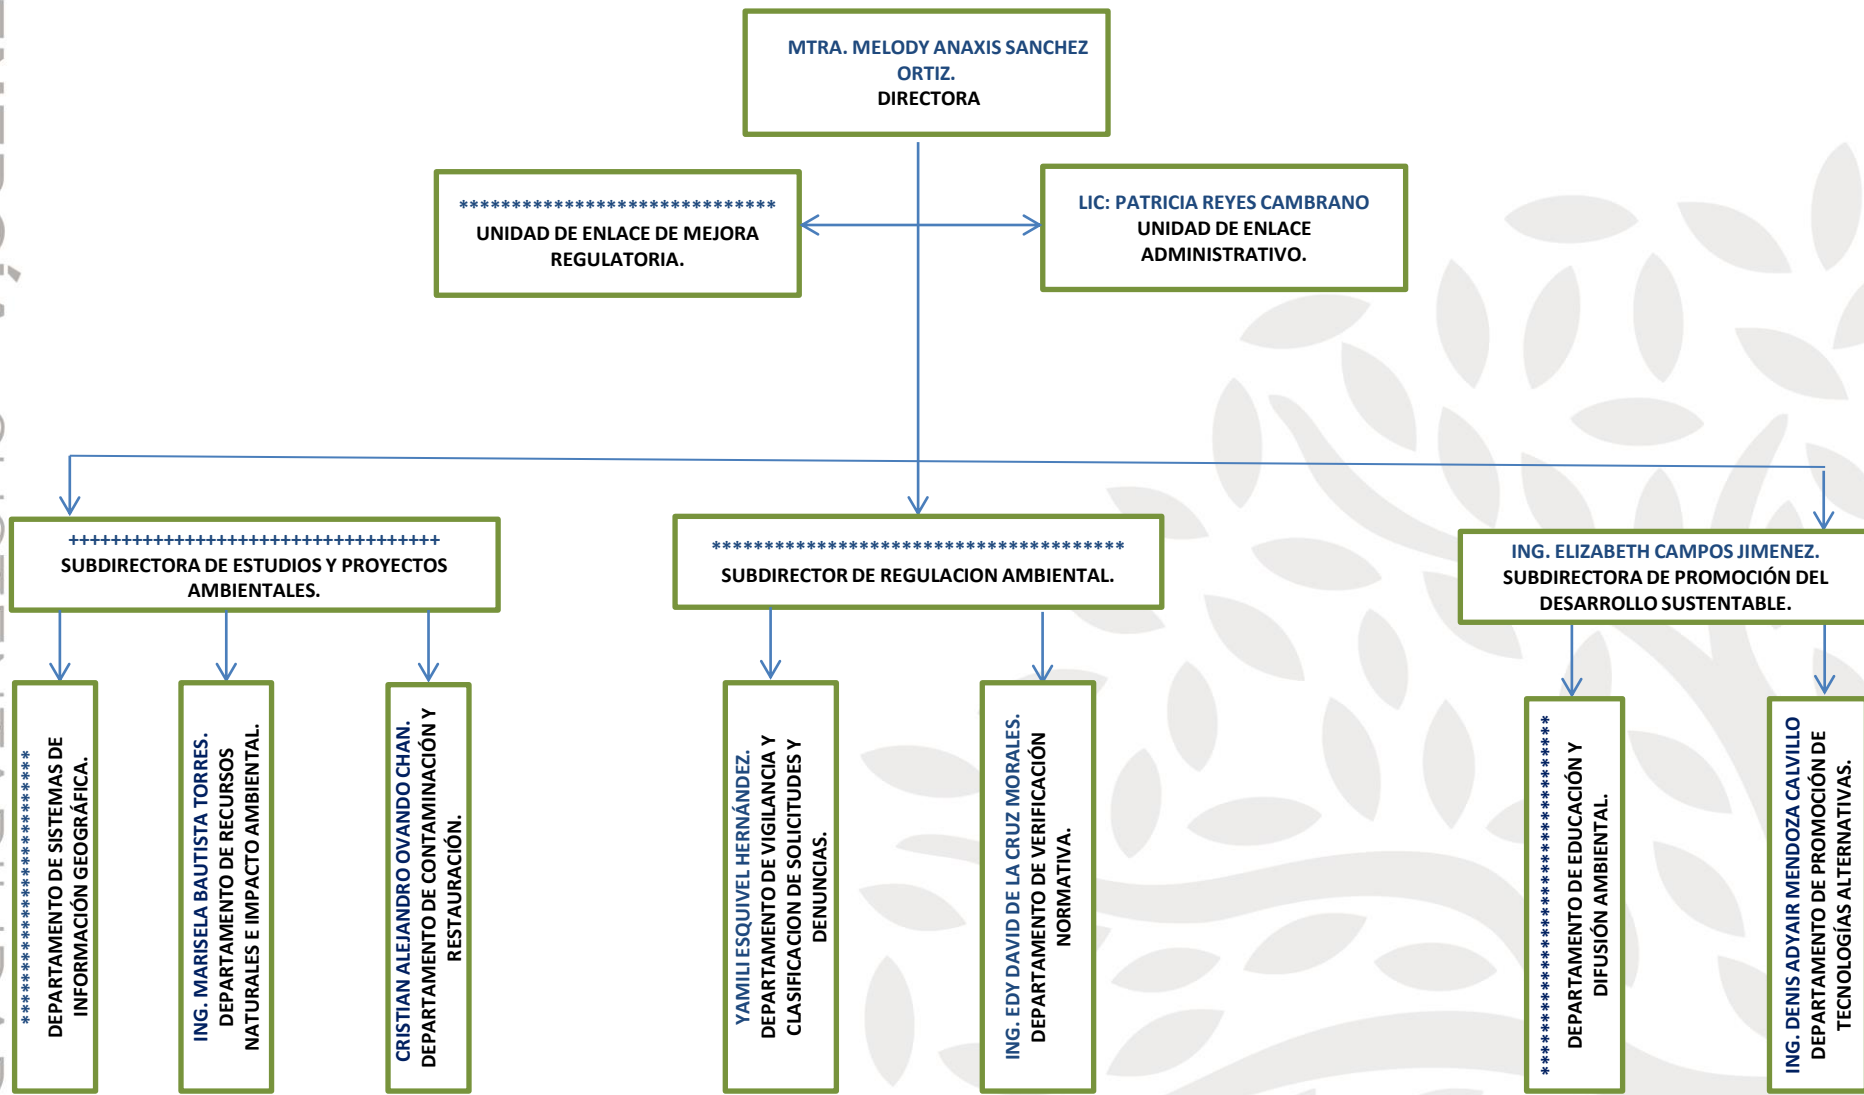 MTRA. MELODY ANAXIS SANCHEZ
ORTIZ.
DIRECTORA
******************************
UNIDAD DE ENLACE DE MEJORA
REGULATORIA.
LIC: PATRICIA REYES CAMBRANO
UNIDAD DE ENLACE
ADMINISTRATIVO.
+++++++++++++++++++++++++++++++++++
SUBDIRECTORA DE ESTUDIOS Y PROYECTOS
AMBIENTALES.
***************************************
SUBDIRECTOR DE REGULACION AMBIENTAL.
ING. ELIZABETH CAMPOS JIMENEZ.
SUBDIRECTORA DE PROMOCIÓN DEL
DESARROLLO SUSTENTABLE.
**************************
DEPARTAMENTO DE SISTEMAS DE
INFORMACIÓN GEOGRÁFICA.
ING. MARISELA BAUTISTA TORRES.
DEPARTAMENTO DE RECURSOS
NATURALES E IMPACTO AMBIENTAL.
CRISTIAN ALEJANDRO OVANDO CHAN.
DEPARTAMENTO DE CONTAMINACIÓN Y
RESTAURACIÓN.
YAMILI ESQUIVEL HERNÁNDEZ.
DEPARTAMENTO DE VIGILANCIA Y
CLASIFICACION DE SOLICITUDES Y
DENUNCIAS.
ING. EDY DAVID DE LA CRUZ MORALES.
DEPARTAMENTO DE VERIFICACIÓN
NORMATIVA.
**********************************
DEPARTAMENTO DE EDUCACIÓN Y
DIFUSIÓN AMBIENTAL.
ING. DENIS ADYAIR MENDOZA CALVILLO
DEPARTAMENTO DE PROMOCIÓN DE
TECNOLOGÍAS ALTERNATIVAS.